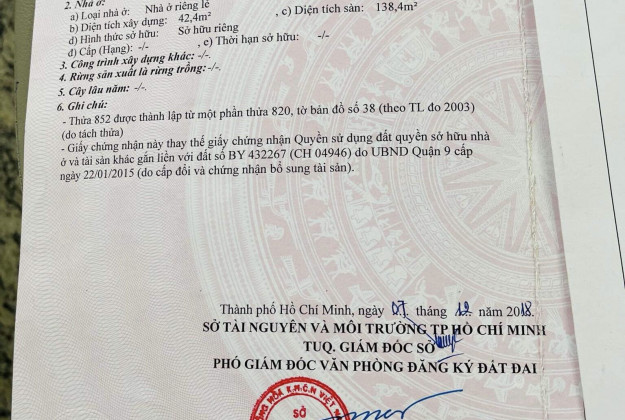 2. Nhà ở:
a) Loại nhà ở: Nhà ở riêng lẻ
b) Diện tích xây dựng: 42,4m² , c) Diện tích sàn: 138,4m²
d) Hình thức sở hữu: Sở hữu riêng
đ) Cấp (Hạng): -/- , e) Thời hạn sở hữu: -/-
3. Công trình xây dựng khác: -/-.
4. Rừng sản xuất là rừng trồng: -/-.
5. Cây lâu năm: -/-.
6. Ghi chú:
- Thửa 852 được thành lập từ một phần thửa 820, tờ bản đồ số 38 (theo TL đo 2003)
(do tách thửa)
- Giấy chứng nhận này thay thế giấy chứng nhận Quyền sử dụng đất quyền sở hữu nhà
ở và tài sản khác gắn liền với đất số BY 432267 (CH 04946) do UBND Quận 9 cấp
ngày 22/01/2015 (do cấp đổi và chứng nhận bổ sung tài sản).
Thành phố Hồ Chí Minh, ngày 07. tháng 12. năm 2018.
SỞ TÀI NGUYÊN VÀ MÔI TRƯỜNG TP HỒ CHÍ MINH
TUQ. GIÁM ĐỐC SỞ
PHÓ GIÁM ĐỐC VĂN PHÒNG ĐĂNG KÝ ĐẤT ĐAI
HÒA X.H.C.N VIỆT
SỞ